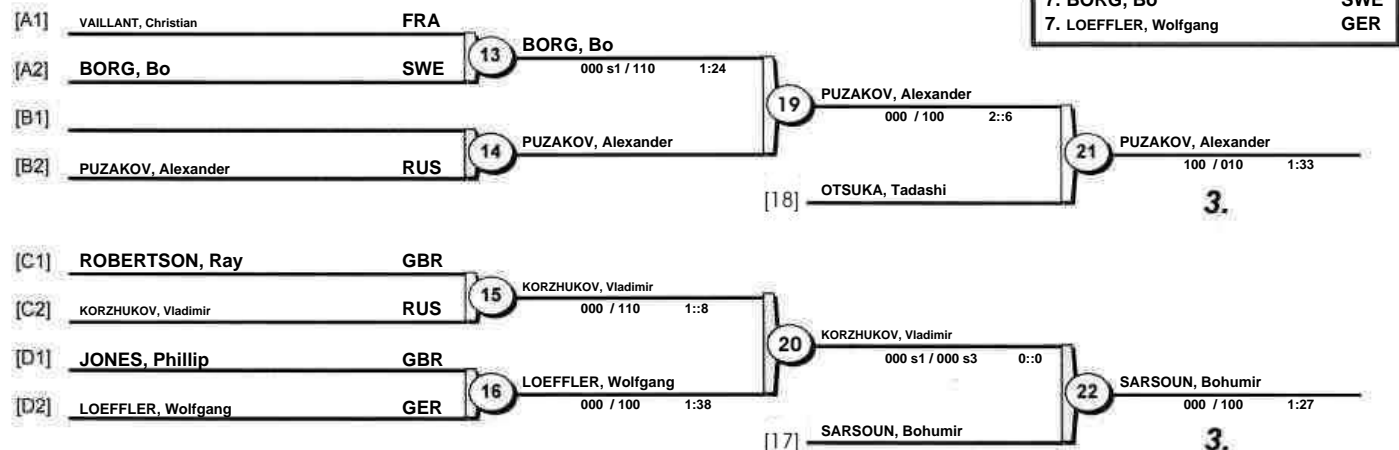 7. BORG, Bo SWE
7. LOEFFLER, Wolfgang GER
[A1] VAILLANT, Christian FRA
13 BORG, Bo
000 s1 / 110 1:24
[A2] BORG, Bo SWE
19 PUZAKOV, Alexander
000 / 100 2::6
[B1]
14 PUZAKOV, Alexander
[B2] PUZAKOV, Alexander RUS
21 PUZAKOV, Alexander
100 / 010 1:33
[18] OTSUKA, Tadashi
3.
[C1] ROBERTSON, Ray GBR
15 KORZHUKOV, Vladimir
000 / 110 1::8
[C2] KORZHUKOV, Vladimir RUS
20 KORZHUKOV, Vladimir
000 s1 / 000 s3 0::0
[D1] JONES, Phillip GBR
16 LOEFFLER, Wolfgang
000 / 100 1:38
[D2] LOEFFLER, Wolfgang GER
22 SARSOUN, Bohumir
000 / 100 1:27
[17] SARSOUN, Bohumir
3.